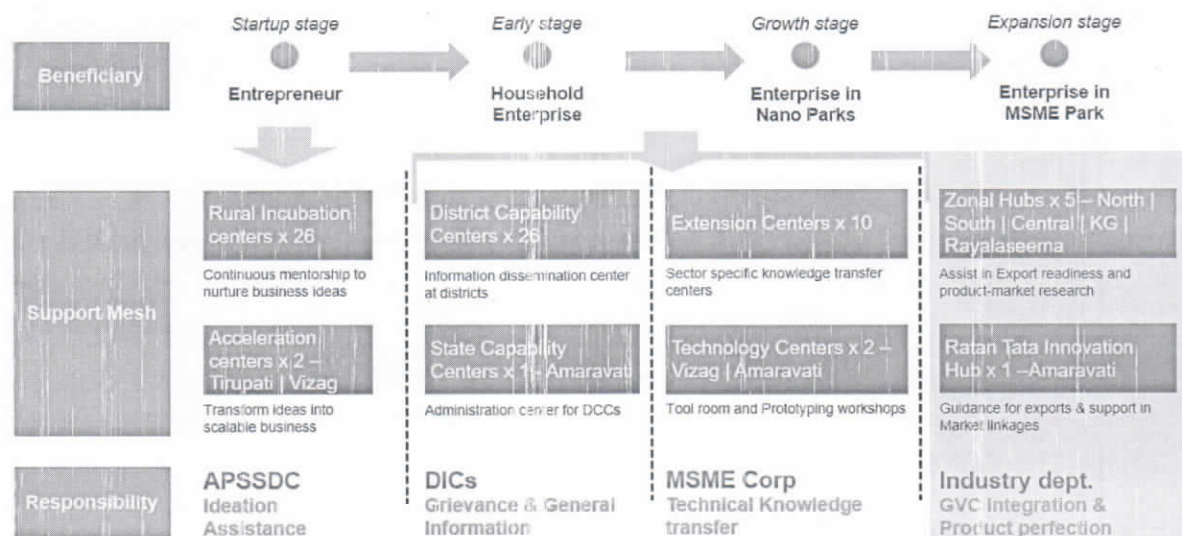 Startup stage
Early stage
Growth stage
Expansion stage
Beneficiary
Entrepreneur
Household
Enterprise
Enterprise in
Nano Parks
Enterprise in
MSME Park
Support Mesh
Rural Incubation
centers x 26
Continuous mentorship to
nurture business ideas
Acceleration
centers x 2 –
Tirupati | Vizag
Transform ideas into
scalable business
District Capability
Centers x 26
Information dissemination center
at districts
State Capability
Centers x 1 - Amaravati
Administration center for DCCs
Extension Centers x 10
Sector specific knowledge transfer
centers
Technology Centers x 2 –
Vizag | Amaravati
Tool room and Prototyping workshops
Zonal Hubs x 5 – North |
South | Central | KG |
Rayalaseema
Assist in Export readiness and
product-market research
Ratan Tata Innovation
Hub x 1 –Amaravati
Guidance for exports & support in
Market linkages
Responsibility
APSSDC
Ideation
Assistance
DICs
Grievance & General
Information
MSME Corp
Technical Knowledge
transfer
Industry dept.
GVC Integration &
Product perfection